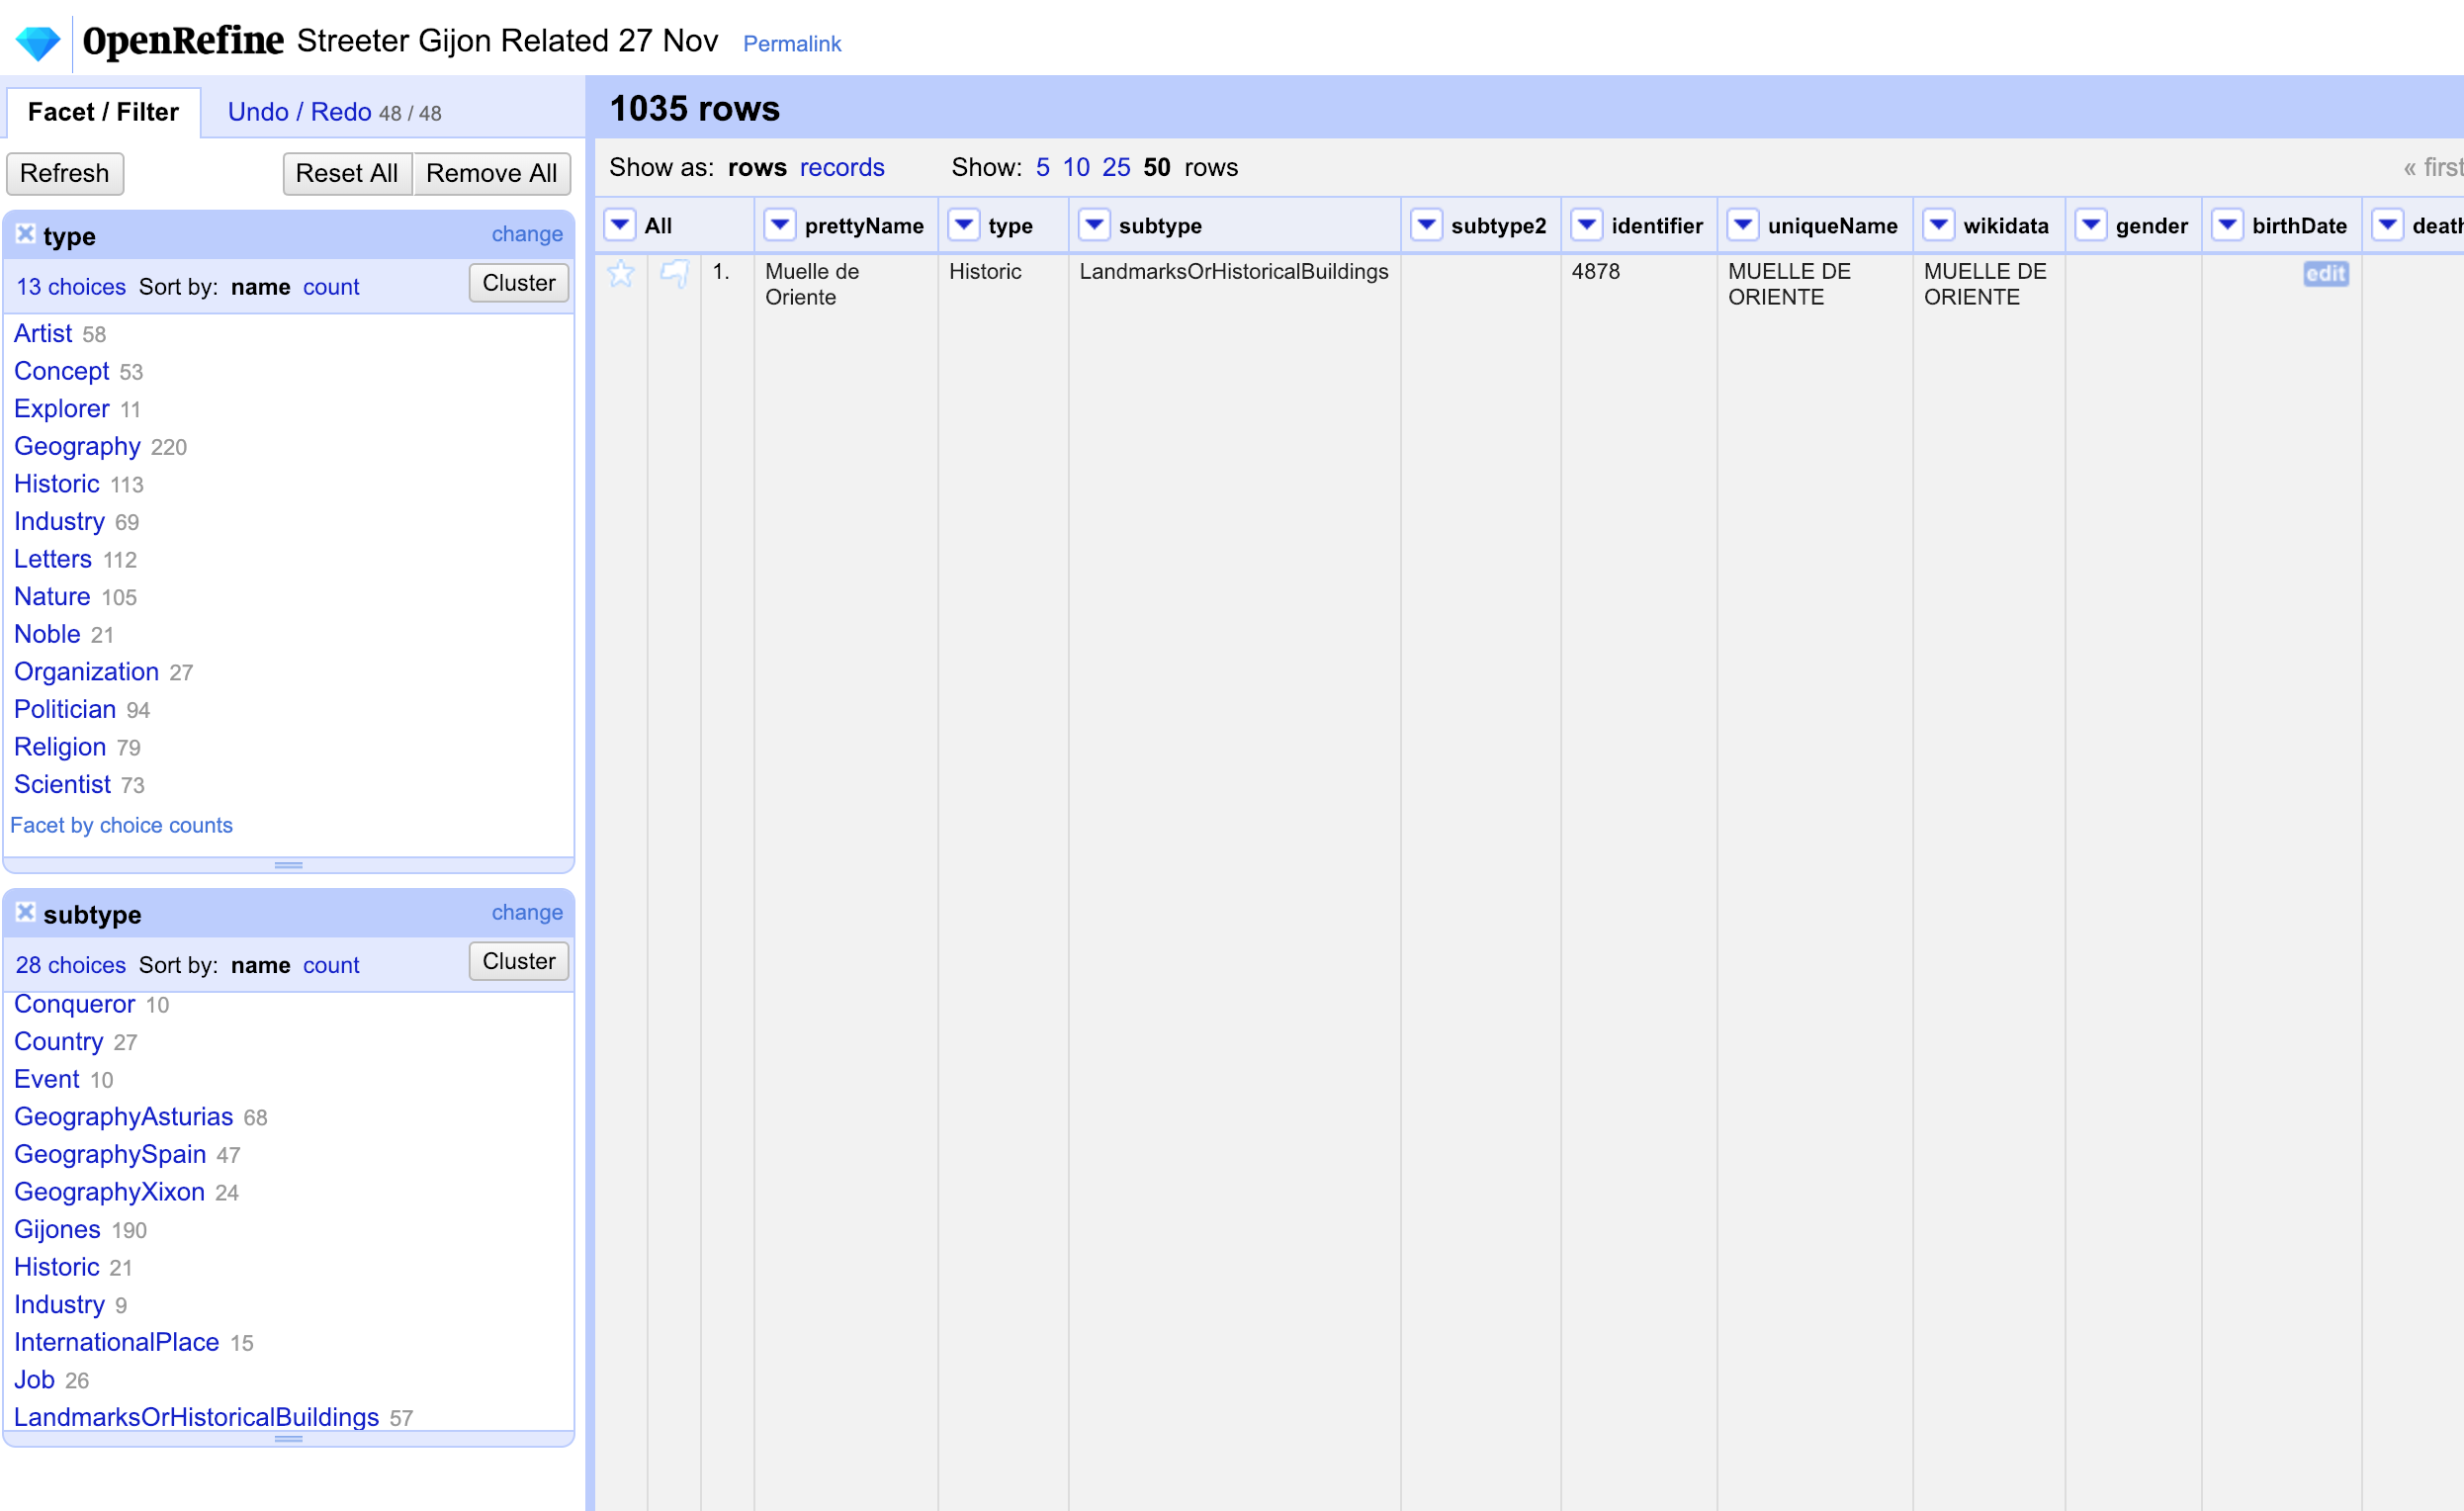 OpenRefine Streeter Gijon Related 27 Nov Permalink
Facet / Filter Undo / Redo 48 / 48
Refresh Reset All Remove All
type change
13 choices Sort by: name count Cluster
Artist 58
Concept 53
Explorer 11
Geography 220
Historic 113
Industry 69
Letters 112
Nature 105
Noble 21
Organization 27
Politician 94
Religion 79
Scientist 73
Facet by choice counts
subtype change
28 choices Sort by: name count Cluster
Conqueror 10
Country 27
Event 10
GeographyAsturias 68
GeographySpain 47
GeographyXixon 24
Gijones 190
Historic 21
Industry 9
InternationalPlace 15
Job 26
LandmarksOrHistoricalBuildings 57
1035 rows
Show as: rows records Show: 5 10 25 50 rows « first
All prettyName type subtype subtype2 identifier uniqueName wikidata gender birthDate death
1. Muelle de Historic LandmarksOrHistoricalBuildings 4878 MUELLE DE MUELLE DE edit
Oriente ORIENTE ORIENTE